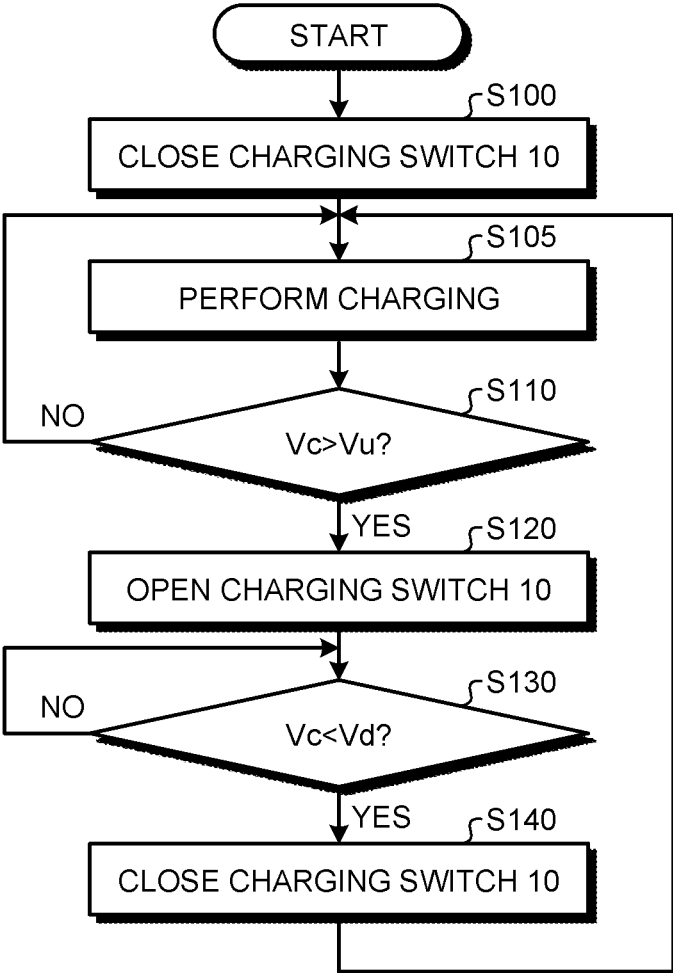 START
S100
CLOSE CHARGING SWITCH 10
S105
PERFORM CHARGING
S110
NO
Vc>Vu?
YES
S120
OPEN CHARGING SWITCH 10
S130
NO
Vc<Vd?
YES
S140
CLOSE CHARGING SWITCH 10